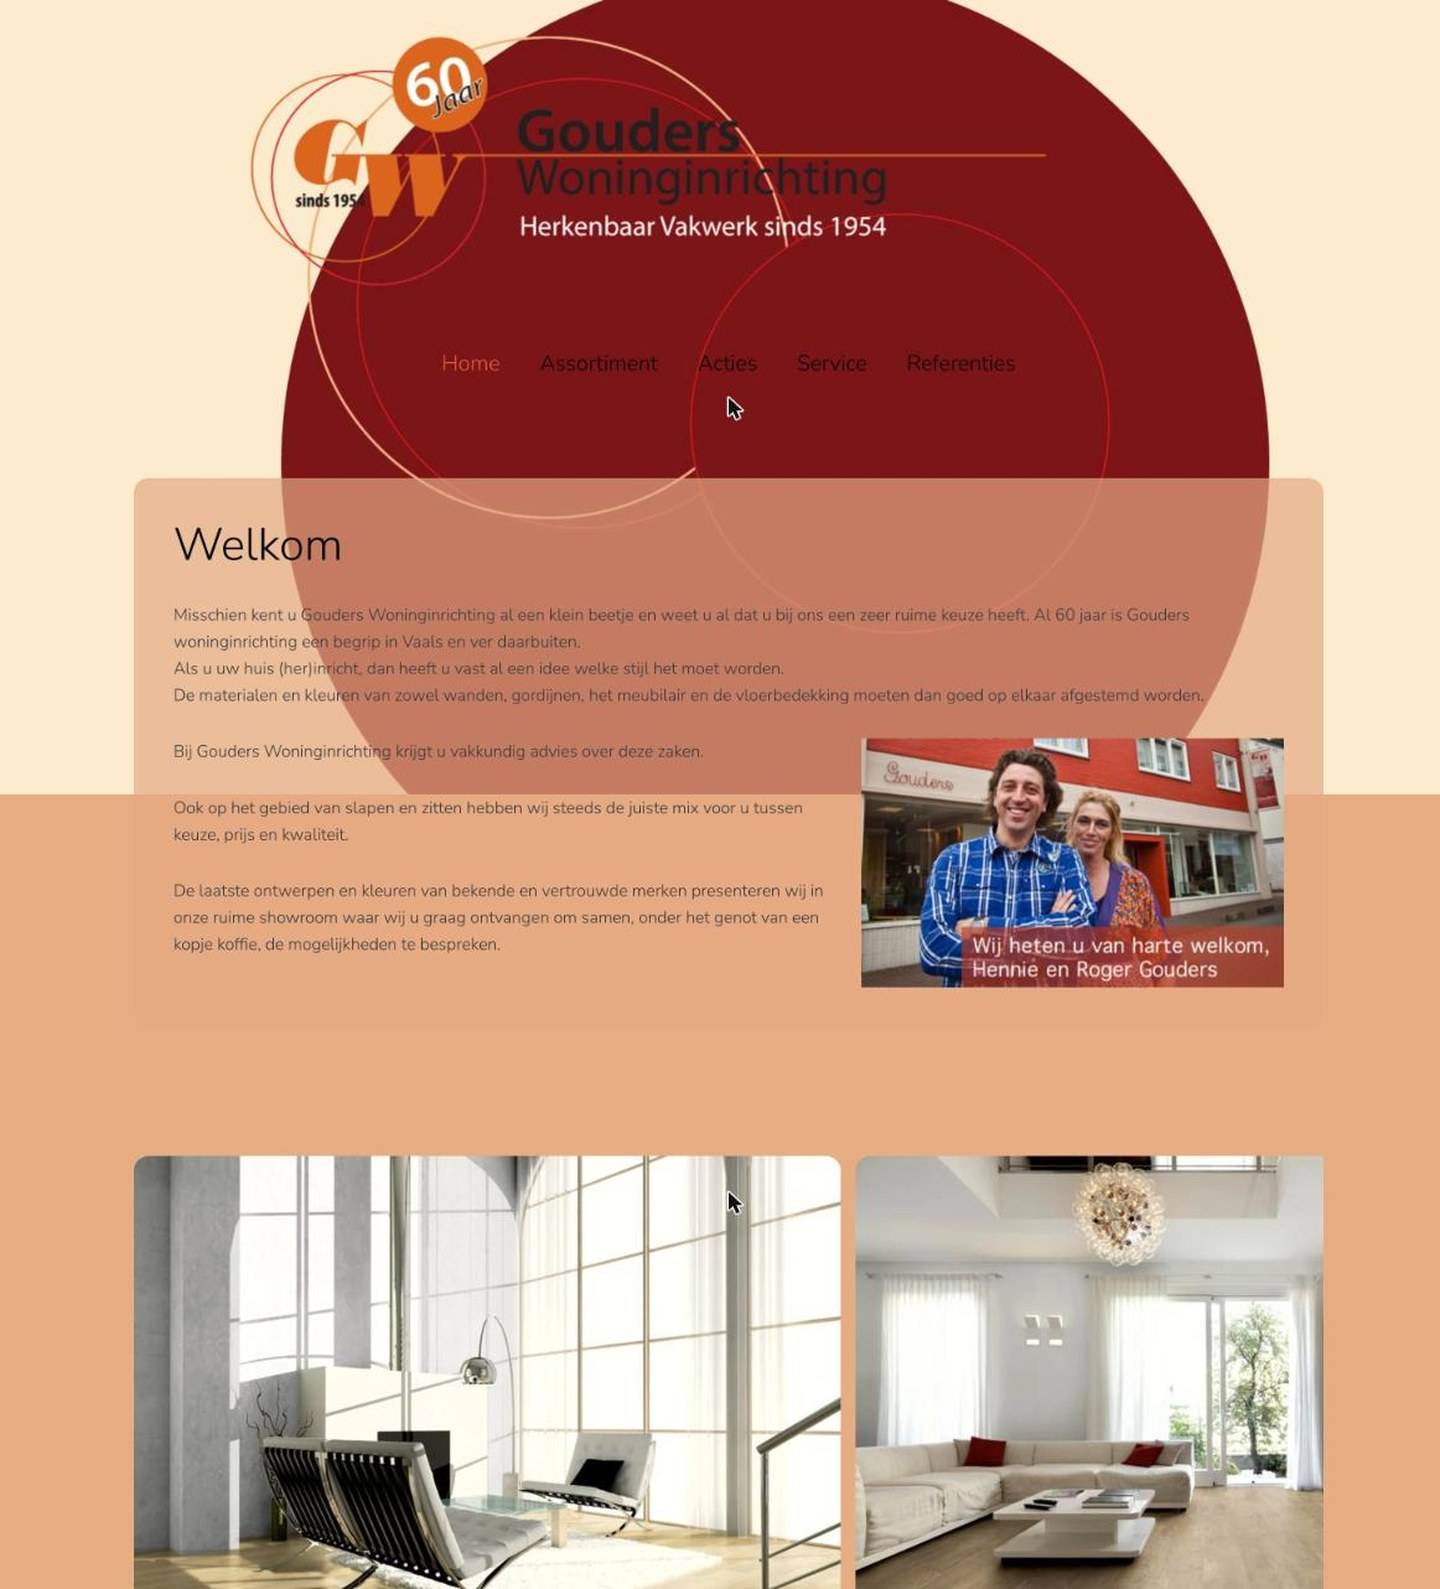 60
Jaar
GW
sinds 1954
Gouders
Woninginrichting
Herkenbaar Vakwerk sinds 1954
Home Assortiment Acties Service Referenties
Welkom
Misschien kent u Gouders Woninginrichting al een klein beetje en weet u al dat u bij ons een zeer ruime keuze heeft. Al 60 jaar is Gouders
woninginrichting een begrip in Vaals en ver daarbuiten.
Als u uw huis (her)inricht, dan heeft u vast al een idee welke stijl het moet worden.
De materialen en kleuren van zowel wanden, gordijnen, het meubilair en de vloerbedekking moeten dan goed op elkaar afgestemd worden.
Bij Gouders Woninginrichting krijgt u vakkundig advies over deze zaken.
Ook op het gebied van slapen en zitten hebben wij steeds de juiste mix voor u tussen
keuze, prijs en kwaliteit.
De laatste ontwerpen en kleuren van bekende en vertrouwde merken presenteren wij in
onze ruime showroom waar wij u graag ontvangen om samen, onder het genot van een
kopje koffie, de mogelijkheden te bespreken.
Gouders
Wij heten u van harte welkom,
Hennie en Roger Gouders